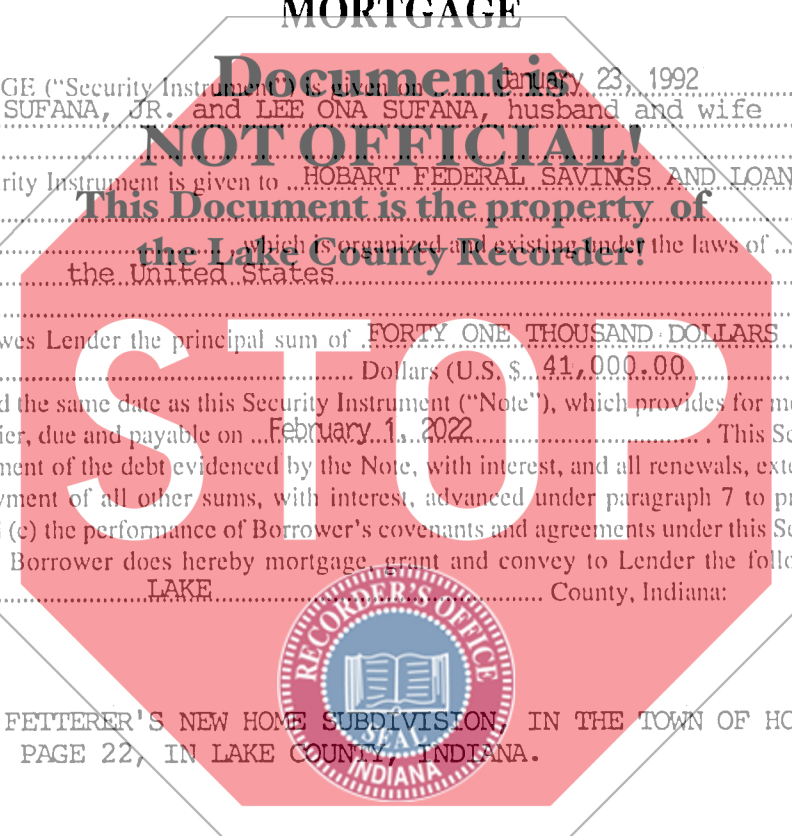 MORTGAGE
Document is
GE ("Security Instrument") is given on January 23, 1992
SUFANA, JR. and LEE ONA SUFANA, husband and wife
NOT OFFICIAL!
rity Instrument is given to HOBART FEDERAL SAVINGS AND LOAN
This Document is the property of
which is organized and existing under the laws of
the Lake County Recorder!
the United States
wes Lender the principal sum of FORTY ONE THOUSAND DOLLARS
Dollars (U.S. $ 41,000.00
d the same date as this Security Instrument ("Note"), which provides for mo
ier, due and payable on February 1, 2022 . This Se
ment of the debt evidenced by the Note, with interest, and all renewals, exte
yment of all other sums, with interest, advanced under paragraph 7 to pr
(c) the performance of Borrower's covenants and agreements under this Se
Borrower does hereby mortgage, grant and convey to Lender the follo
LAKE County, Indiana:
STOP
RECORDER'S OFFICE
SEAL
INDIANA
FETTERER'S NEW HOME SUBDIVISION, IN THE TOWN OF HO
PAGE 22, IN LAKE COUNTY, INDIANA.